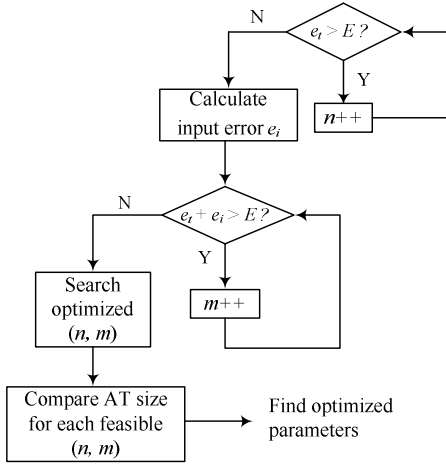 N
e_t > E ?
Y
Calculate
input error e_i
n++
N
e_t + e_i > E ?
Y
Search
optimized
(n, m)
m++
Compare AT size
for each feasible
(n, m)
Find optimized
parameters